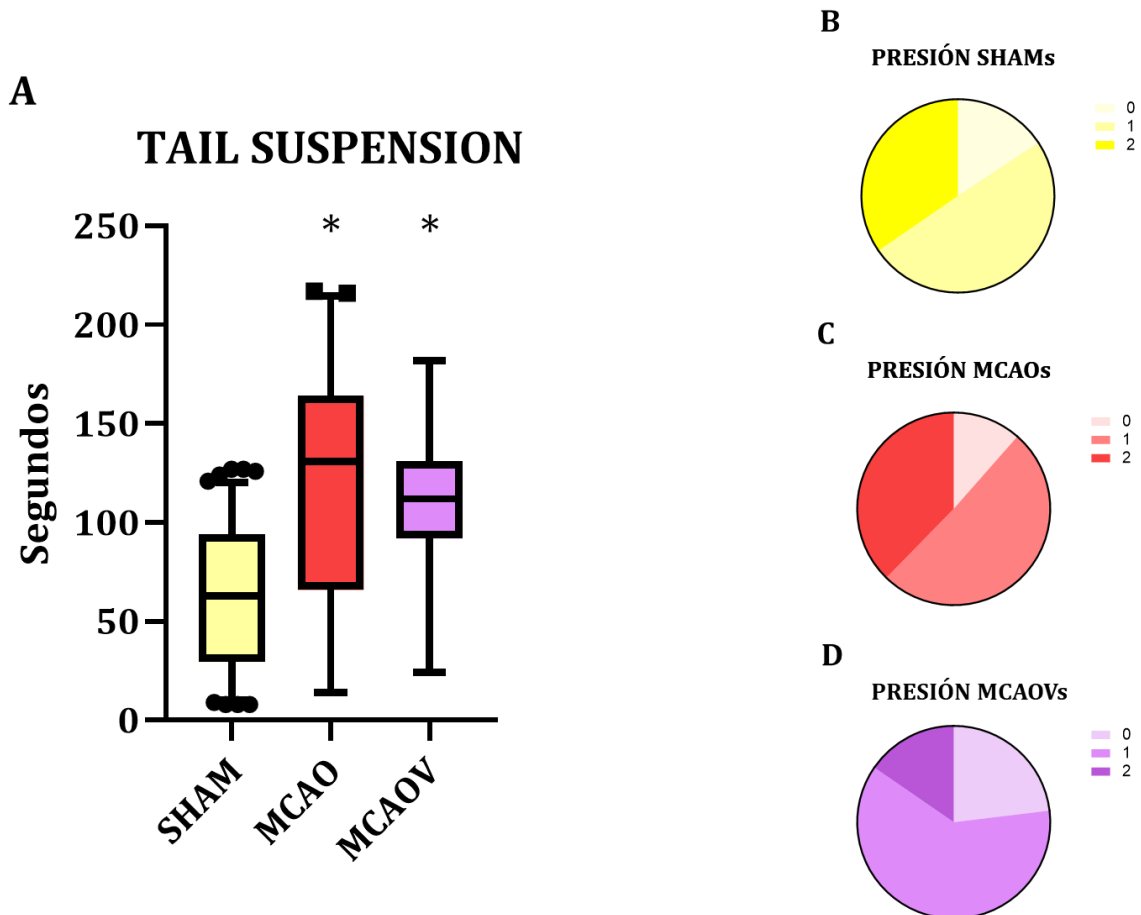 A
TAIL SUSPENSION
Segundos
250
200
150
100
50
0
*
*
SHAM
MCAO
MCAOV
B
PRESIÓN SHAMs
0
1
2
C
PRESIÓN MCAOs
0
1
2
D
PRESIÓN MCAOVs
0
1
2